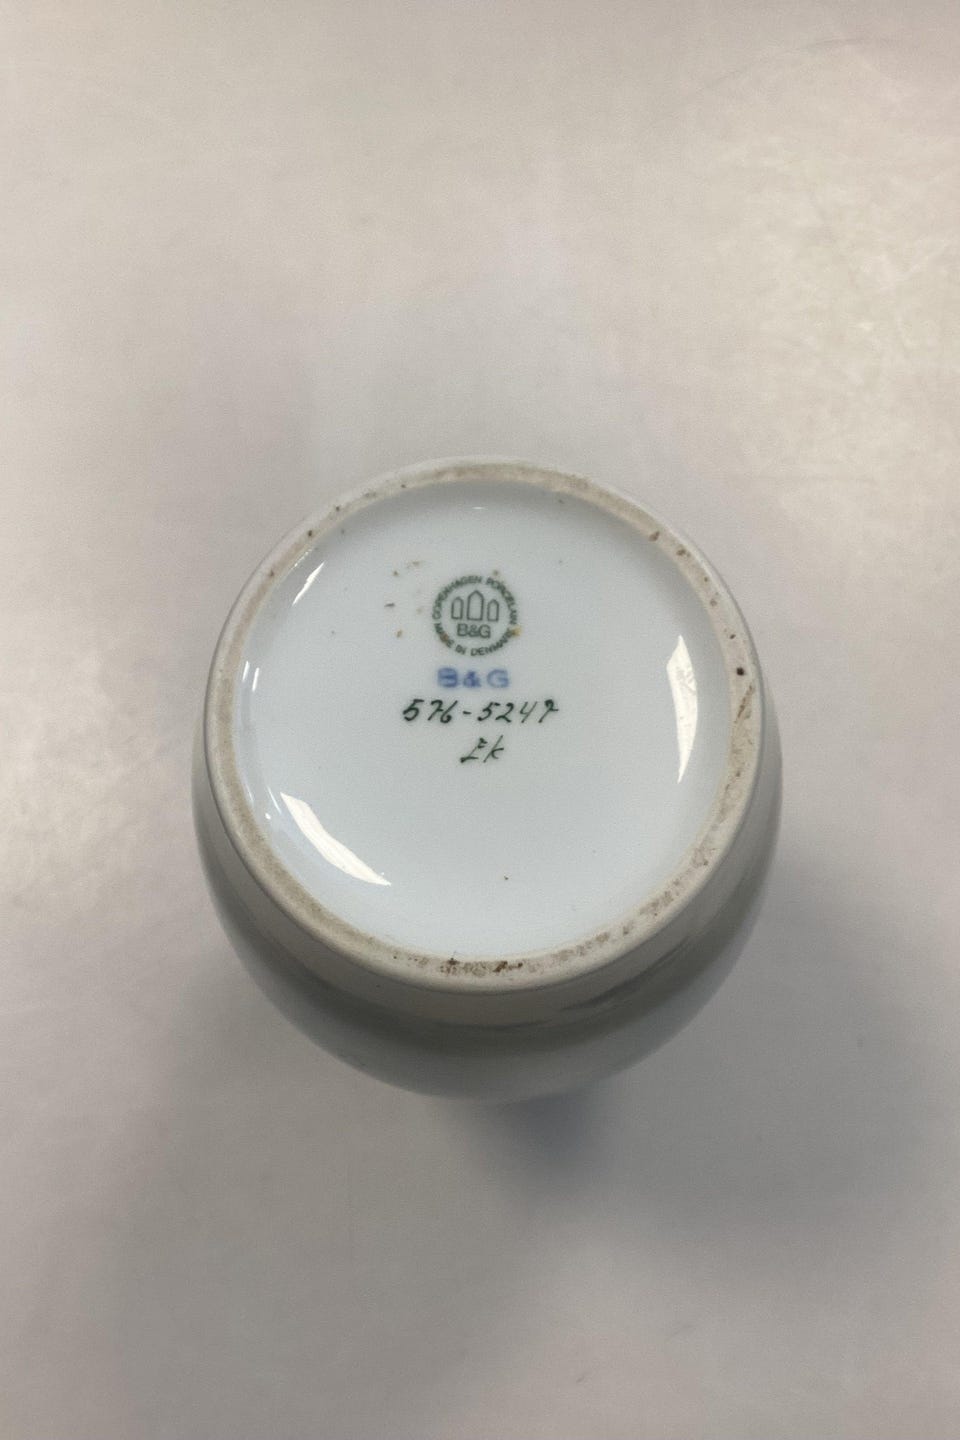 COPENHAGEN PORCELAIN
B&G
MADE IN DENMARK
B&G
576-5247
Ek